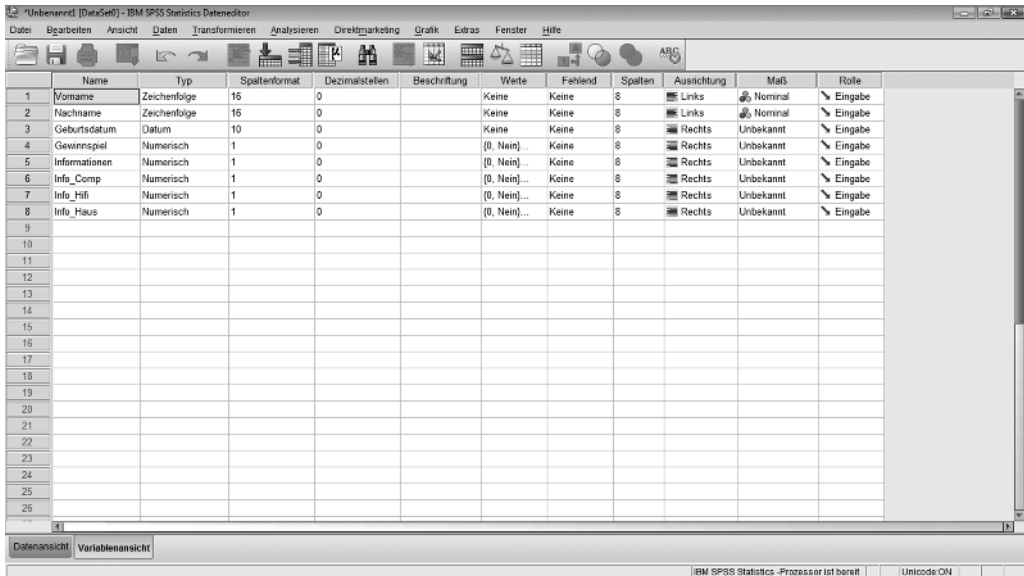 *Unbenannt1 [DataSet0] - IBM SPSS Statistics Dateneditor
Datei Bearbeiten Ansicht Daten Transformieren Analysieren Direktmarketing Grafik Extras Fenster Hilfe
Name Typ Spaltenformat Dezimalstellen Beschriftung Werte Fehlend Spalten Ausrichtung Maß Rolle
1 Vorname Zeichenfolge 16 0 Keine Keine 8 Links Nominal Eingabe
2 Nachname Zeichenfolge 16 0 Keine Keine 8 Links Nominal Eingabe
3 Geburtsdatum Datum 10 0 Keine Keine 8 Rechts Unbekannt Eingabe
4 Gewinnspiel Numerisch 1 0 {0, Nein}... Keine 8 Rechts Unbekannt Eingabe
5 Informationen Numerisch 1 0 {0, Nein}... Keine 8 Rechts Unbekannt Eingabe
6 Info_Comp Numerisch 1 0 {0, Nein}... Keine 8 Rechts Unbekannt Eingabe
7 Info_Hifi Numerisch 1 0 {0, Nein}... Keine 8 Rechts Unbekannt Eingabe
8 Info_Haus Numerisch 1 0 {0, Nein}... Keine 8 Rechts Unbekannt Eingabe
9
10
11
12
13
14
15
16
17
18
19
20
21
22
23
24
25
26
Datenansicht Variablenansicht
IBM SPSS Statistics -Prozessor ist bereit Unicode:ON